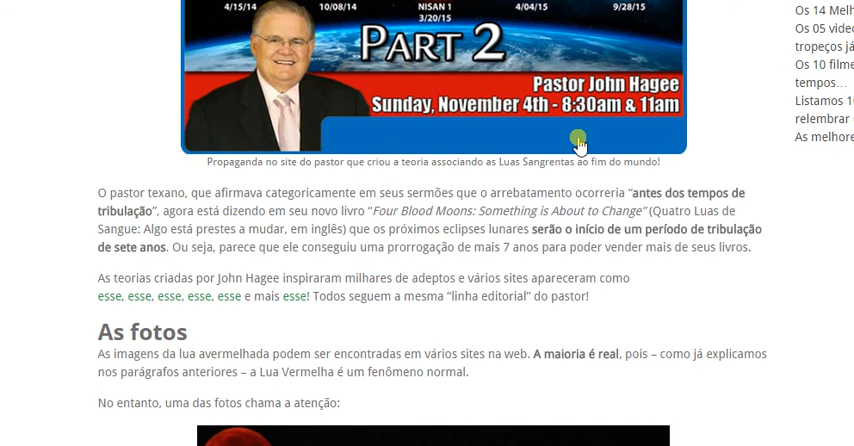 4/15/14 10/08/14 NISAN 1 4/04/15 9/28/15
3/20/15
PART 2
Pastor John Hagee
Sunday, November 4th - 8:30am & 11am
Propaganda no site do pastor que criou a teoria associando as Luas Sangrentas ao fim do mundo!
O pastor texano, que afirmava categoricamente em seus sermões que o arrebatamento ocorreria “antes dos tempos de
tribulação”, agora está dizendo em seu novo livro “Four Blood Moons: Something is About to Change” (Quatro Luas de
Sangue: Algo está prestes a mudar, em inglês) que os próximos eclipses lunares serão o início de um período de tribulação
de sete anos. Ou seja, parece que ele conseguiu uma prorrogação de mais 7 anos para poder vender mais de seus livros.
As teorias criadas por John Hagee inspiraram milhares de adeptos e vários sites apareceram como
esse, esse, esse, esse, esse e mais esse! Todos seguem a mesma “linha editorial” do pastor!
As fotos
As imagens da lua avermelhada podem ser encontradas em vários sites na web. A maioria é real, pois – como já explicamos
nos parágrafos anteriores – a Lua Vermelha é um fenômeno normal.
No entanto, uma das fotos chama a atenção:
Os 14 Melh
Os 05 video
tropeços já
Os 10 filme
tempos…
Listamos 10
relembrar
As melhore